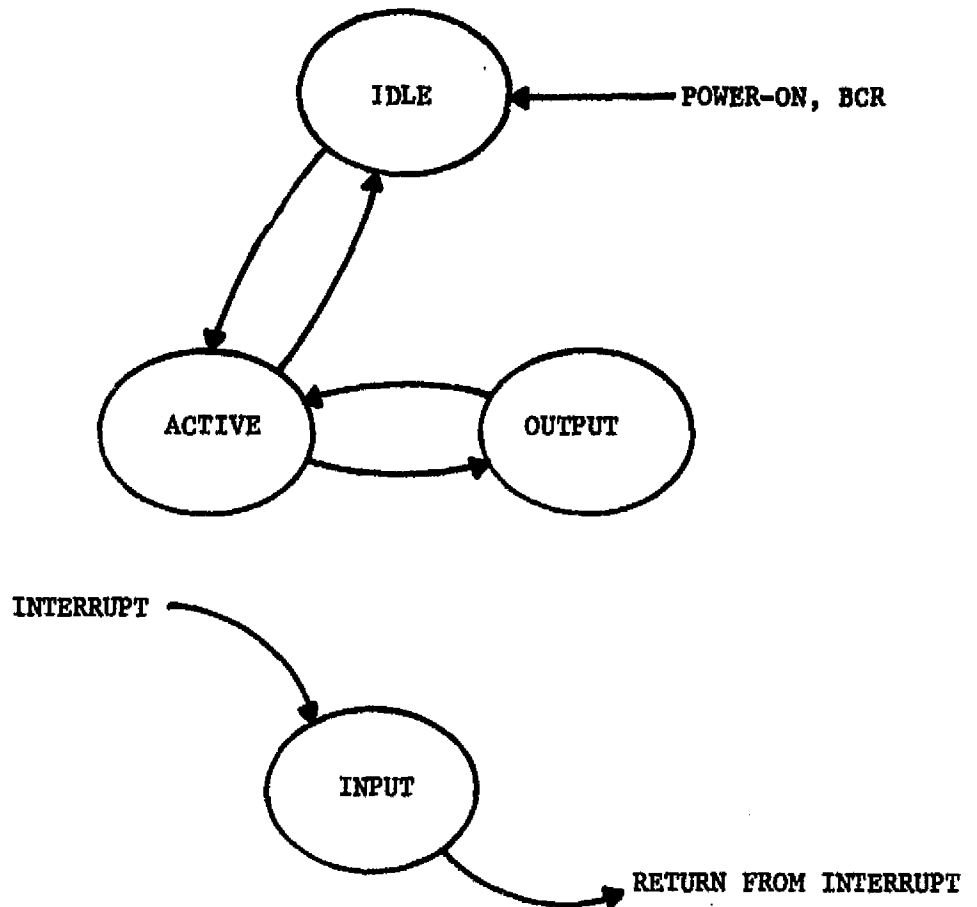 IDLE
POWER-ON, BCR
ACTIVE
OUTPUT
INTERRUPT
INPUT
RETURN FROM INTERRUPT